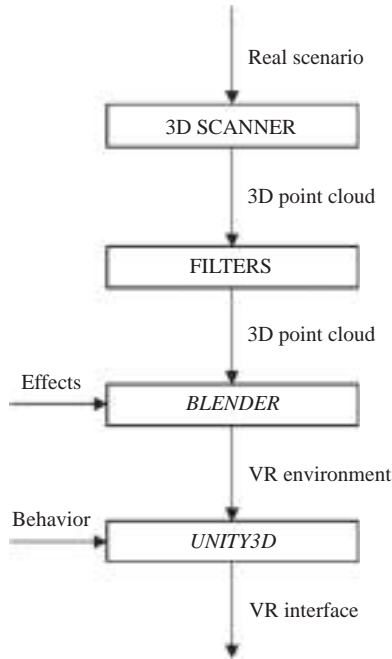 Real scenario
3D SCANNER
3D point cloud
FILTERS
3D point cloud
Effects
BLENDER
VR environment
Behavior
UNITY3D
VR interface